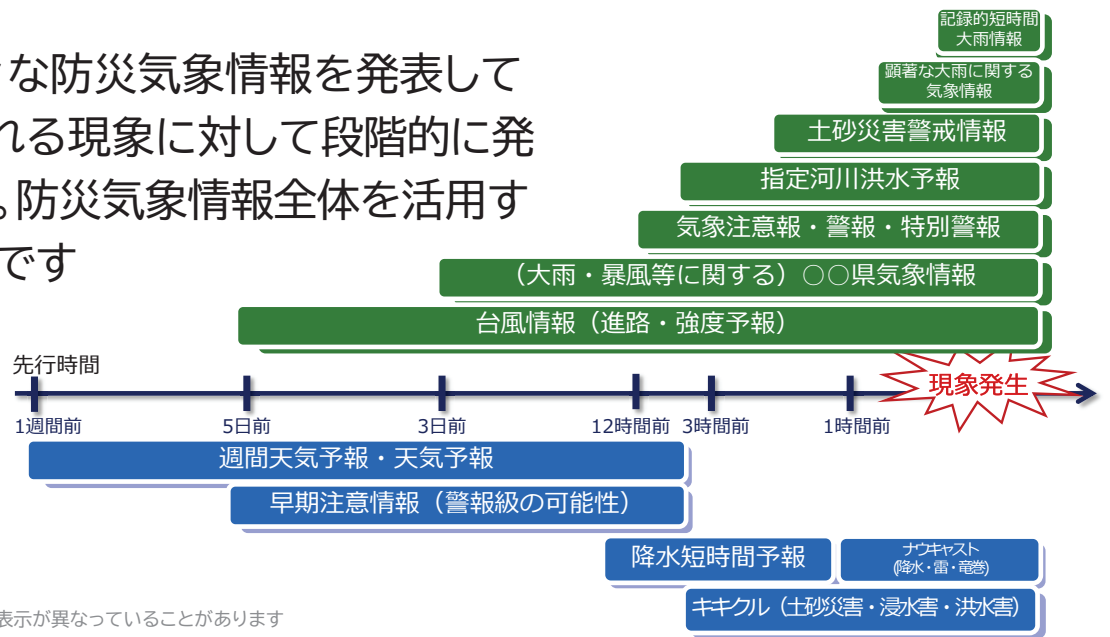 な防災気象情報を発表して
れる現象に対して段階的に発
。防災気象情報全体を活用す
です
記録的短時間
大雨情報
顕著な大雨に関する
気象情報
土砂災害警戒情報
指定河川洪水予報
気象注意報・警報・特別警報
（大雨・暴風等に関する）○○県気象情報
台風情報（進路・強度予報）
先行時間
現象発生
1週間前 5日前 3日前 12時間前 3時間前 1時間前
週間天気予報・天気予報
早期注意情報（警報級の可能性）
降水短時間予報
ナウキャスト
(降水・雷・竜巻)
キキクル（土砂災害・浸水害・洪水害）
表示が異なっていることがあります